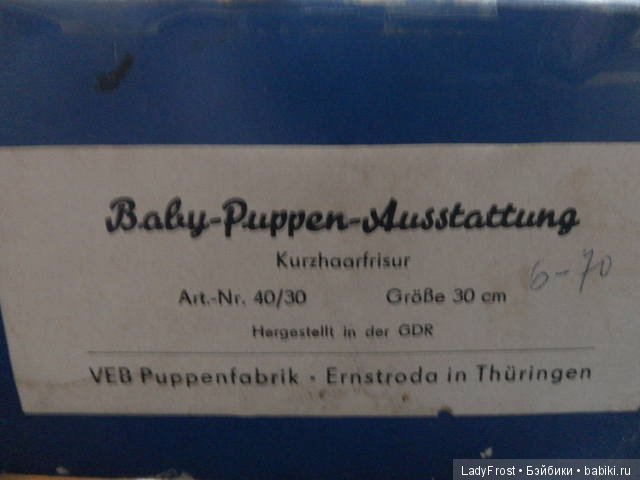 Baby-Puppen-Ausstattung
Kurzhaarfrisur
6-70
Art.-Nr. 40/30 Größe 30 cm
Hergestellt in der GDR
VEB Puppenfabrik • Ernstroda in Thüringen
LadyFrost • Бэйбики • babiki.ru